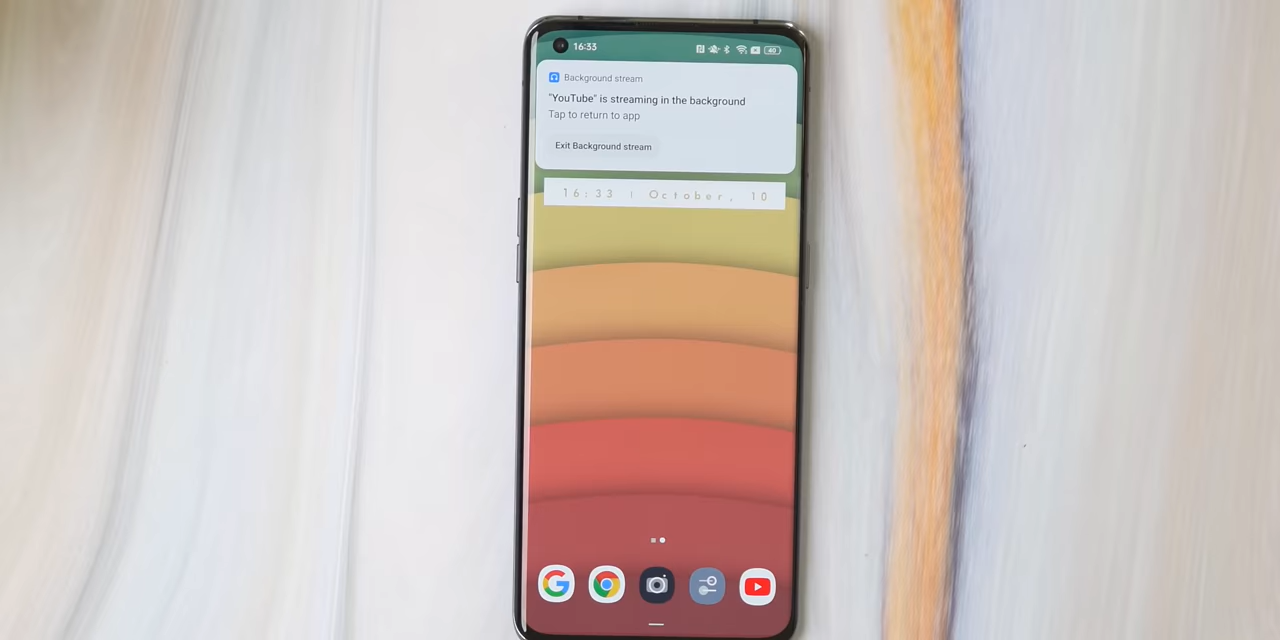 16:33
40
Background stream
"YouTube" is streaming in the background
Tap to return to app
Exit Background stream
16:33 | October, 10